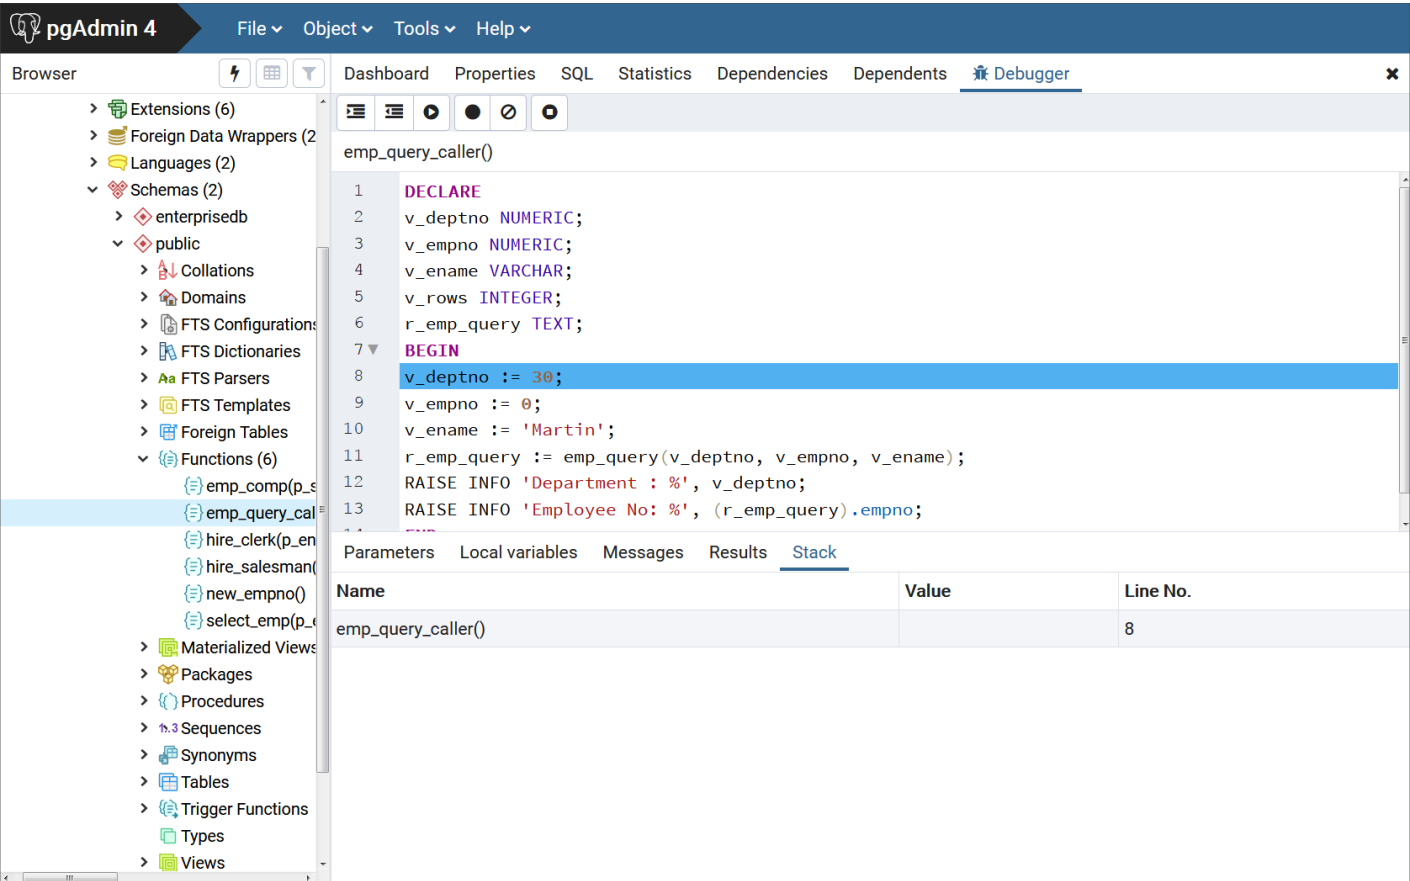 pgAdmin 4
File Object Tools Help
Browser
Dashboard Properties SQL Statistics Dependencies Dependents Debugger
Extensions (6)
Foreign Data Wrappers (2
Languages (2)
Schemas (2)
enterprisedb
public
Collations
Domains
FTS Configurations
FTS Dictionaries
Aa FTS Parsers
FTS Templates
Foreign Tables
Functions (6)
emp_comp(p_s
emp_query_cal
hire_clerk(p_en
hire_salesman(
new_empno()
select_emp(p_e
Materialized Views
Packages
Procedures
1..3 Sequences
Synonyms
Tables
Trigger Functions
Types
Views
emp_query_caller()
1 DECLARE
2 v_deptno NUMERIC;
3 v_empno NUMERIC;
4 v_ename VARCHAR;
5 v_rows INTEGER;
6 r_emp_query TEXT;
7 BEGIN
8 v_deptno := 30;
9 v_empno := 0;
10 v_ename := 'Martin';
11 r_emp_query := emp_query(v_deptno, v_empno, v_ename);
12 RAISE INFO 'Department : %', v_deptno;
13 RAISE INFO 'Employee No: %', (r_emp_query).empno;
Parameters Local variables Messages Results Stack
Name Value Line No.
emp_query_caller() 8